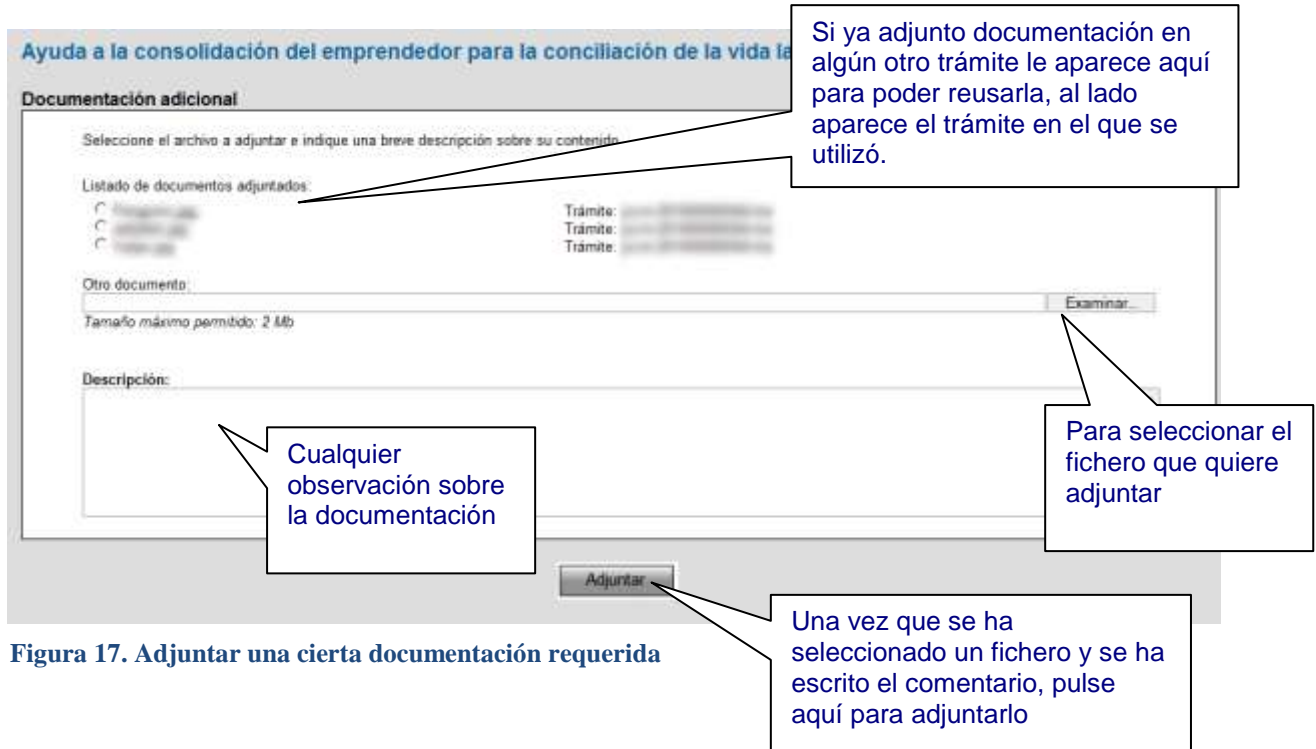 Ayuda a la consolidación del emprendedor para la conciliación de la vida la
Documentación adicional
Si ya adjunto documentación en
algún otro trámite le aparece aquí
para poder reusarla, al lado
aparece el trámite en el que se
utilizó.
Seleccione el archivo a adjuntar e indique una breve descripción sobre su contenido
Listado de documentos adjuntados:
Trámite:
Trámite:
Trámite:
Otro documento:
Examinar...
Tamaño máximo permitido: 2 Mb
Descripción:
Cualquier
observación sobre
la documentación
Para seleccionar el
fichero que quiere
adjuntar
Adjuntar
Una vez que se ha
seleccionado un fichero y se ha
escrito el comentario, pulse
aquí para adjuntarlo
Figura 17. Adjuntar una cierta documentación requerida